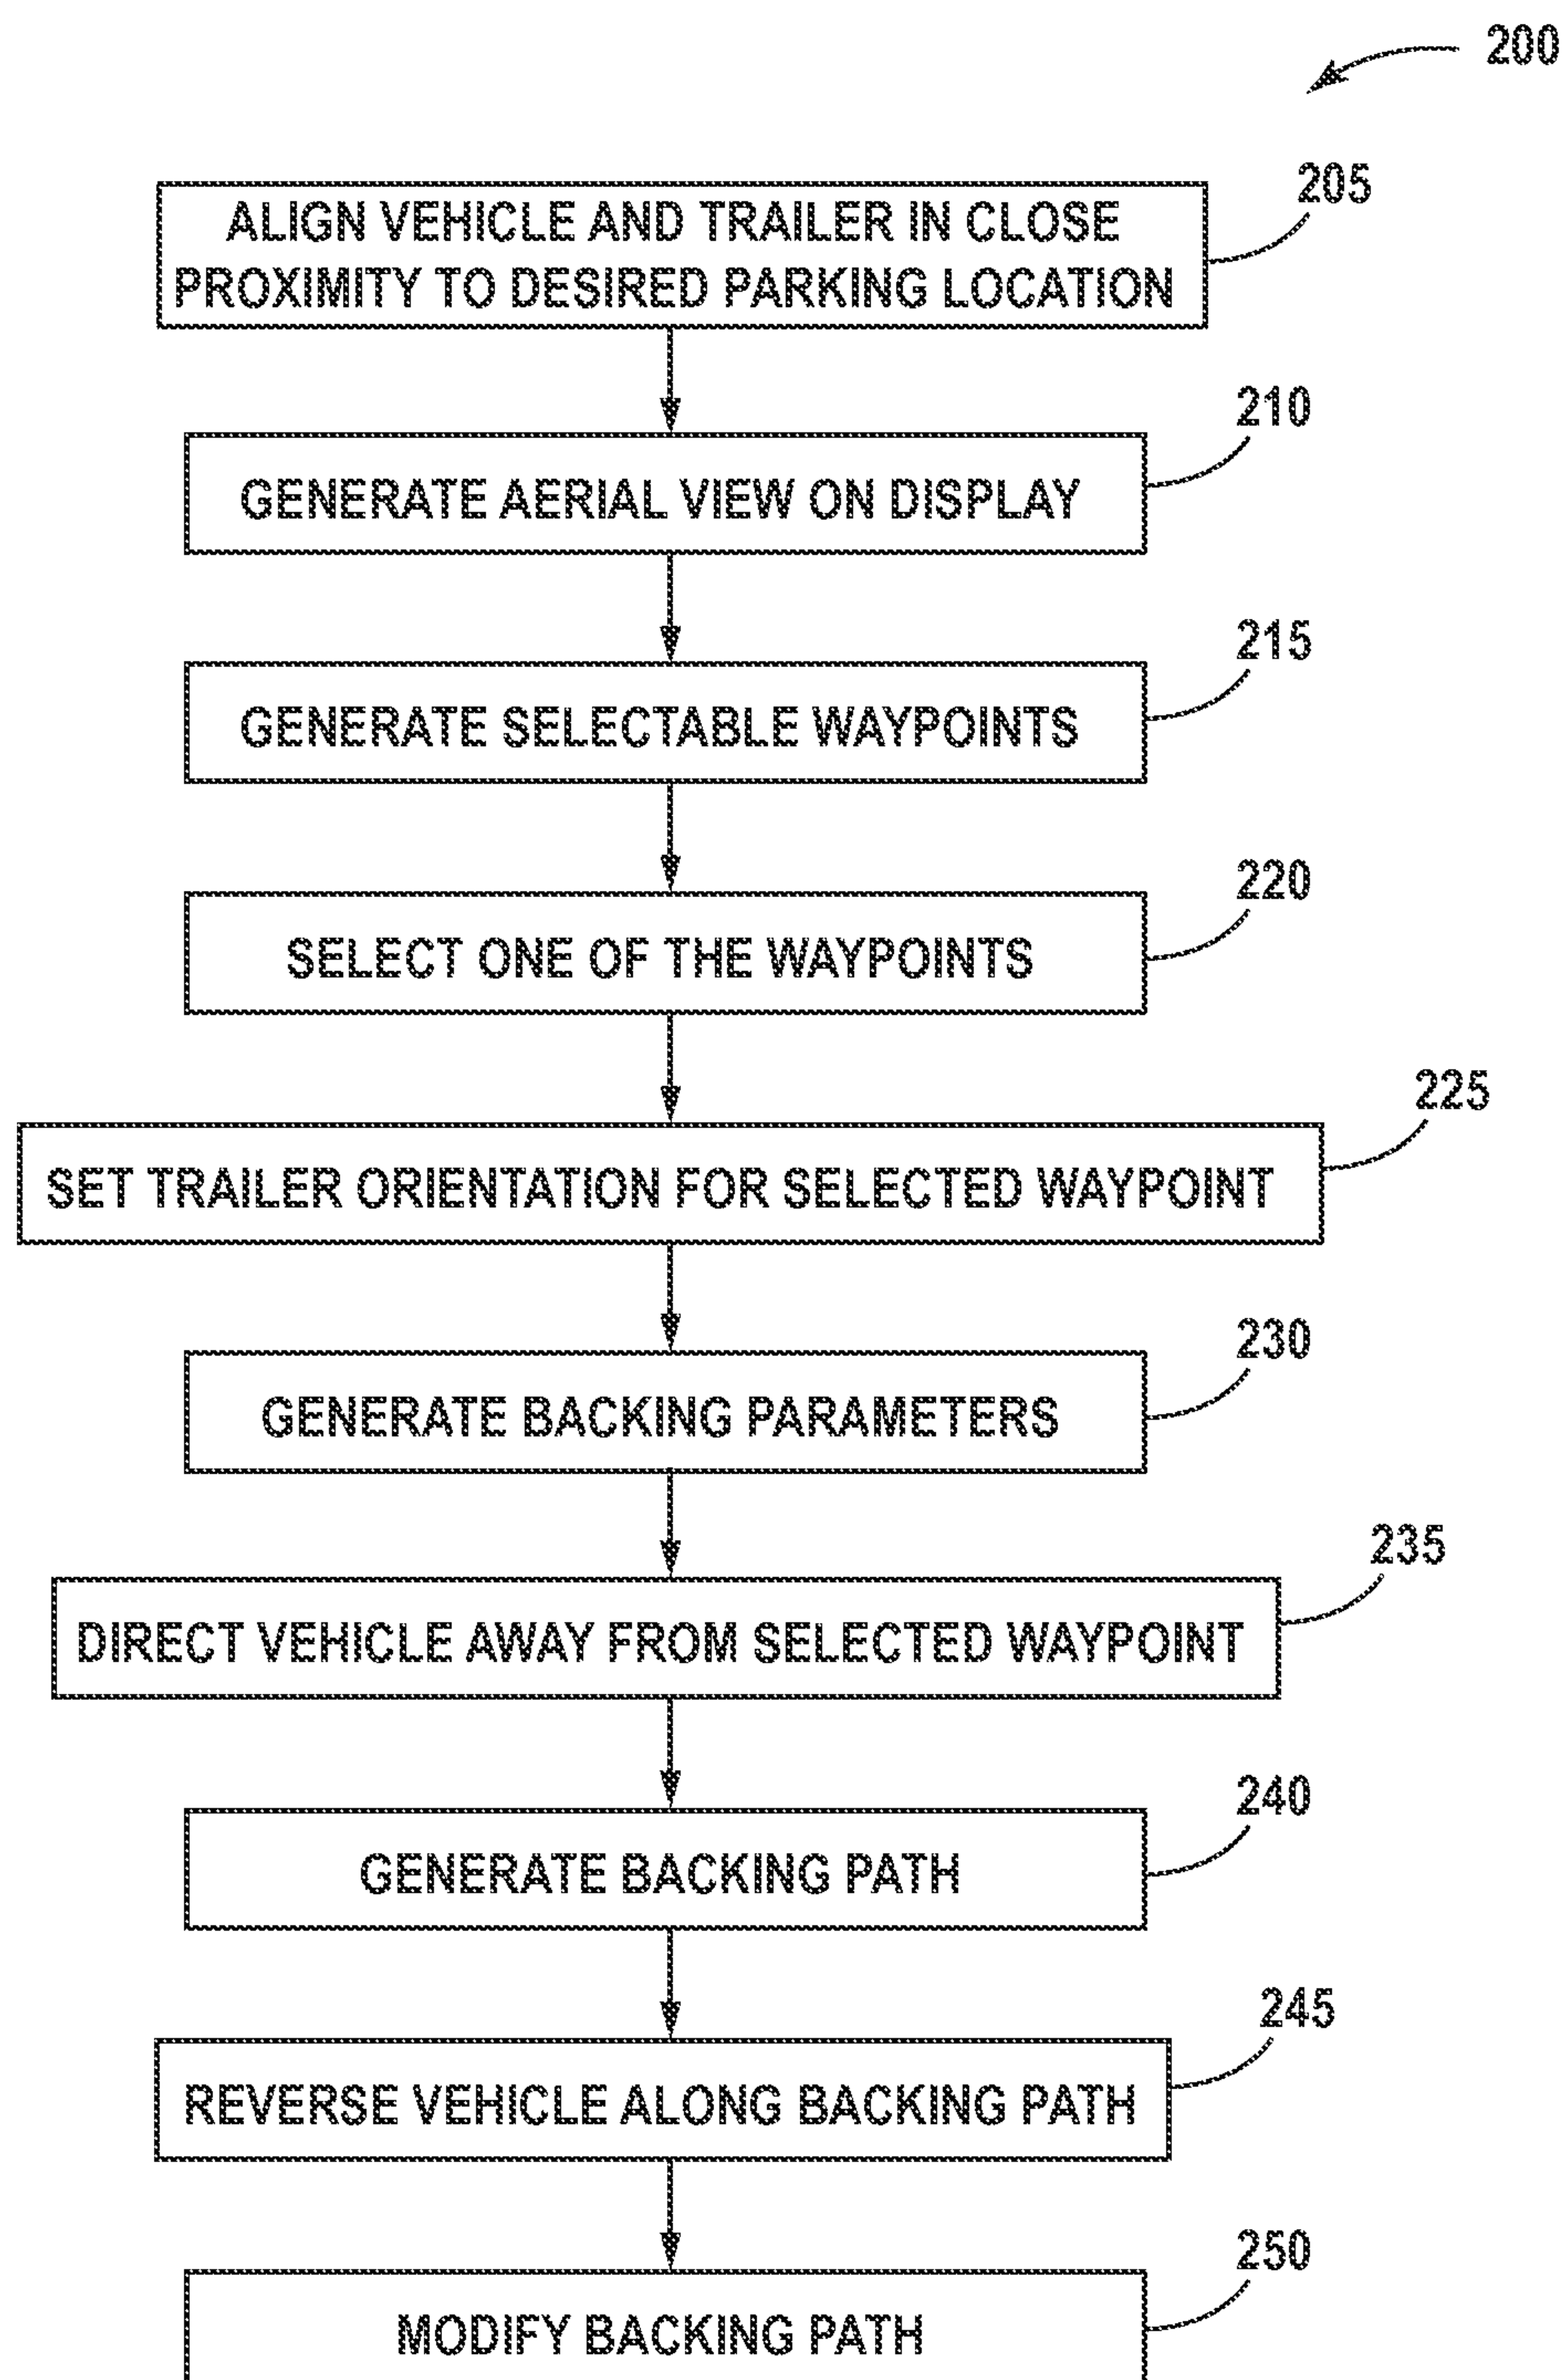 200
205
ALIGN VEHICLE AND TRAILER IN CLOSE
PROXIMITY TO DESIRED PARKING LOCATION
210
GENERATE AERIAL VIEW ON DISPLAY
215
GENERATE SELECTABLE WAYPOINTS
220
SELECT ONE OF THE WAYPOINTS
225
SET TRAILER ORIENTATION FOR SELECTED WAYPOINT
230
GENERATE BACKING PARAMETERS
235
DIRECT VEHICLE AWAY FROM SELECTED WAYPOINT
240
GENERATE BACKING PATH
245
REVERSE VEHICLE ALONG BACKING PATH
250
MODIFY BACKING PATH